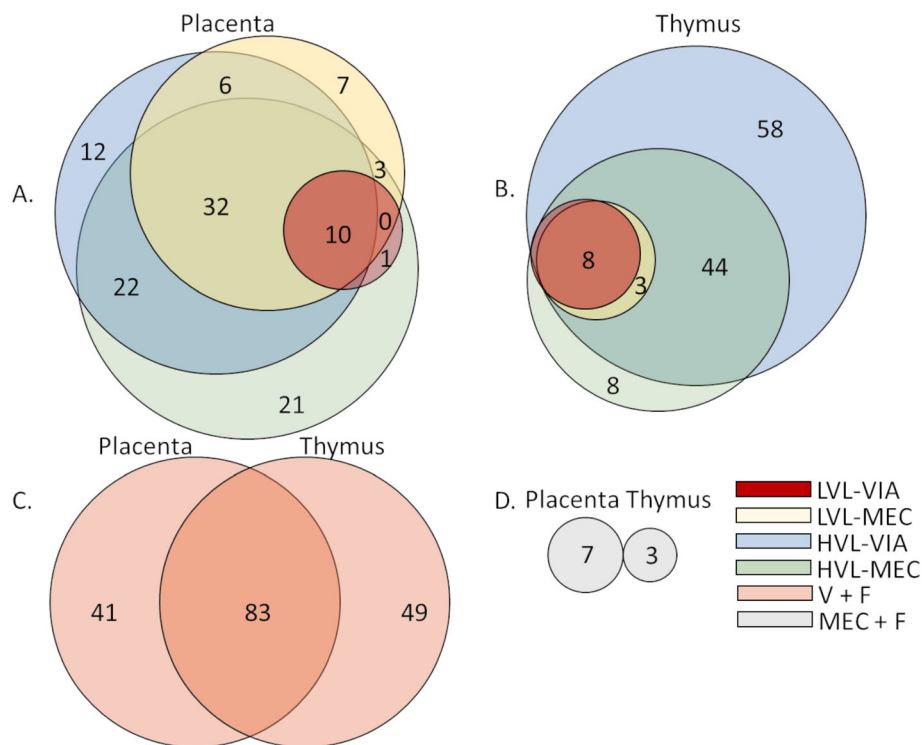 Placenta
Thymus
A.
6
7
12
3
32
0
10
1
22
21
B.
58
8
44
3
8
C.
Placenta
Thymus
41
83
49
D.
Placenta Thymus
7
3
LVL-VIA
LVL-MEC
HVL-VIA
HVL-MEC
V + F
MEC + F